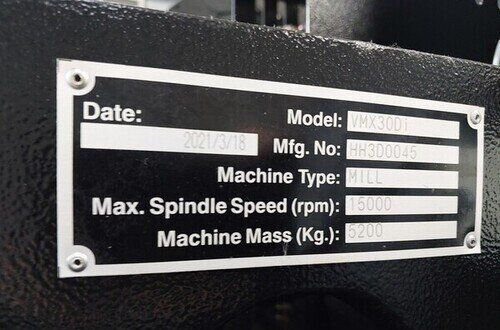 Date: 2021/3/18
Model: VMX30Di
Mfg. No: HH3D0045
Machine Type: MILL
Max. Spindle Speed (rpm): 15000
Machine Mass (Kg.): 5200